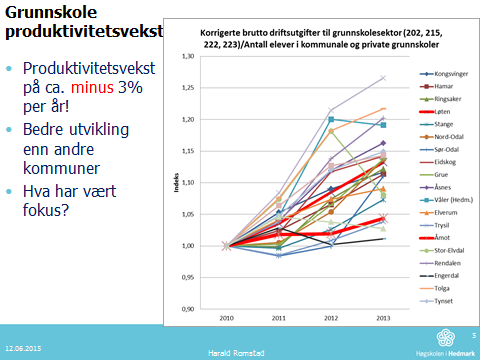 Grunnskole
produktivitetsvekst
• Produktivitetsvekst
på ca. minus 3%
per år!
• Bedre utvikling
enn andre
kommuner
• Hva har vært
fokus?
Korrigerte brutto driftsutgifter til grunnskolesektor (202, 215,
222, 223)/Antall elever i kommunale og private grunnskoler
Indeks
1,30
1,25
1,20
1,15
1,10
1,05
1,00
0,95
0,90
2010 2011 2012 2013
Kongsvinger
Hamar
Ringsaker
Løten
Stange
Nord-Odal
Sør-Odal
Eidskog
Grue
Åsnes
Våler (Hedm.)
Elverum
Trysil
Åmot
Stor-Elvdal
Rendalen
Engerdal
Tolga
Tynset
12.06.2015
Harald Romstad
5
Høgskolen i Hedmark